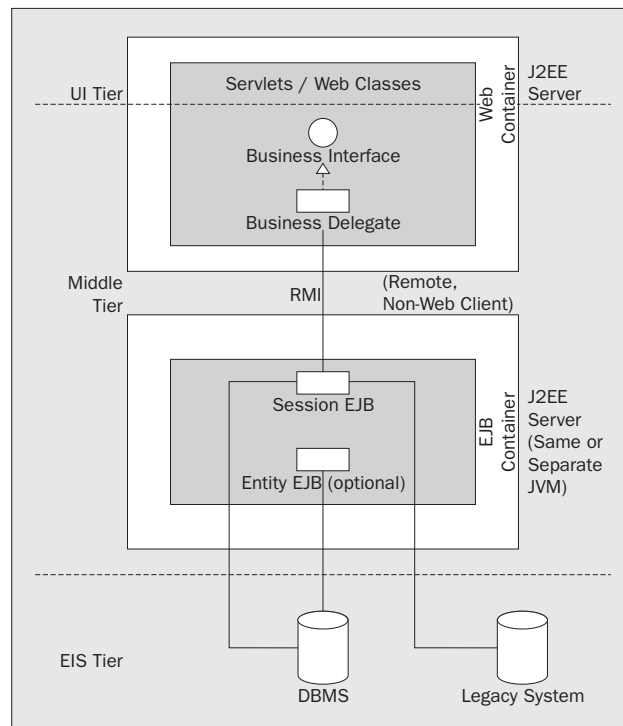 Servlets / Web Classes
J2EE
Server
UI Tier
Web
Container
Business Interface
Business Delegate
Middle
Tier
RMI
(Remote,
Non-Web Client)
Session EJB
EJB
Container
J2EE
Server
(Same or
Separate
JVM)
Entity EJB (optional)
EIS Tier
DBMS
Legacy System